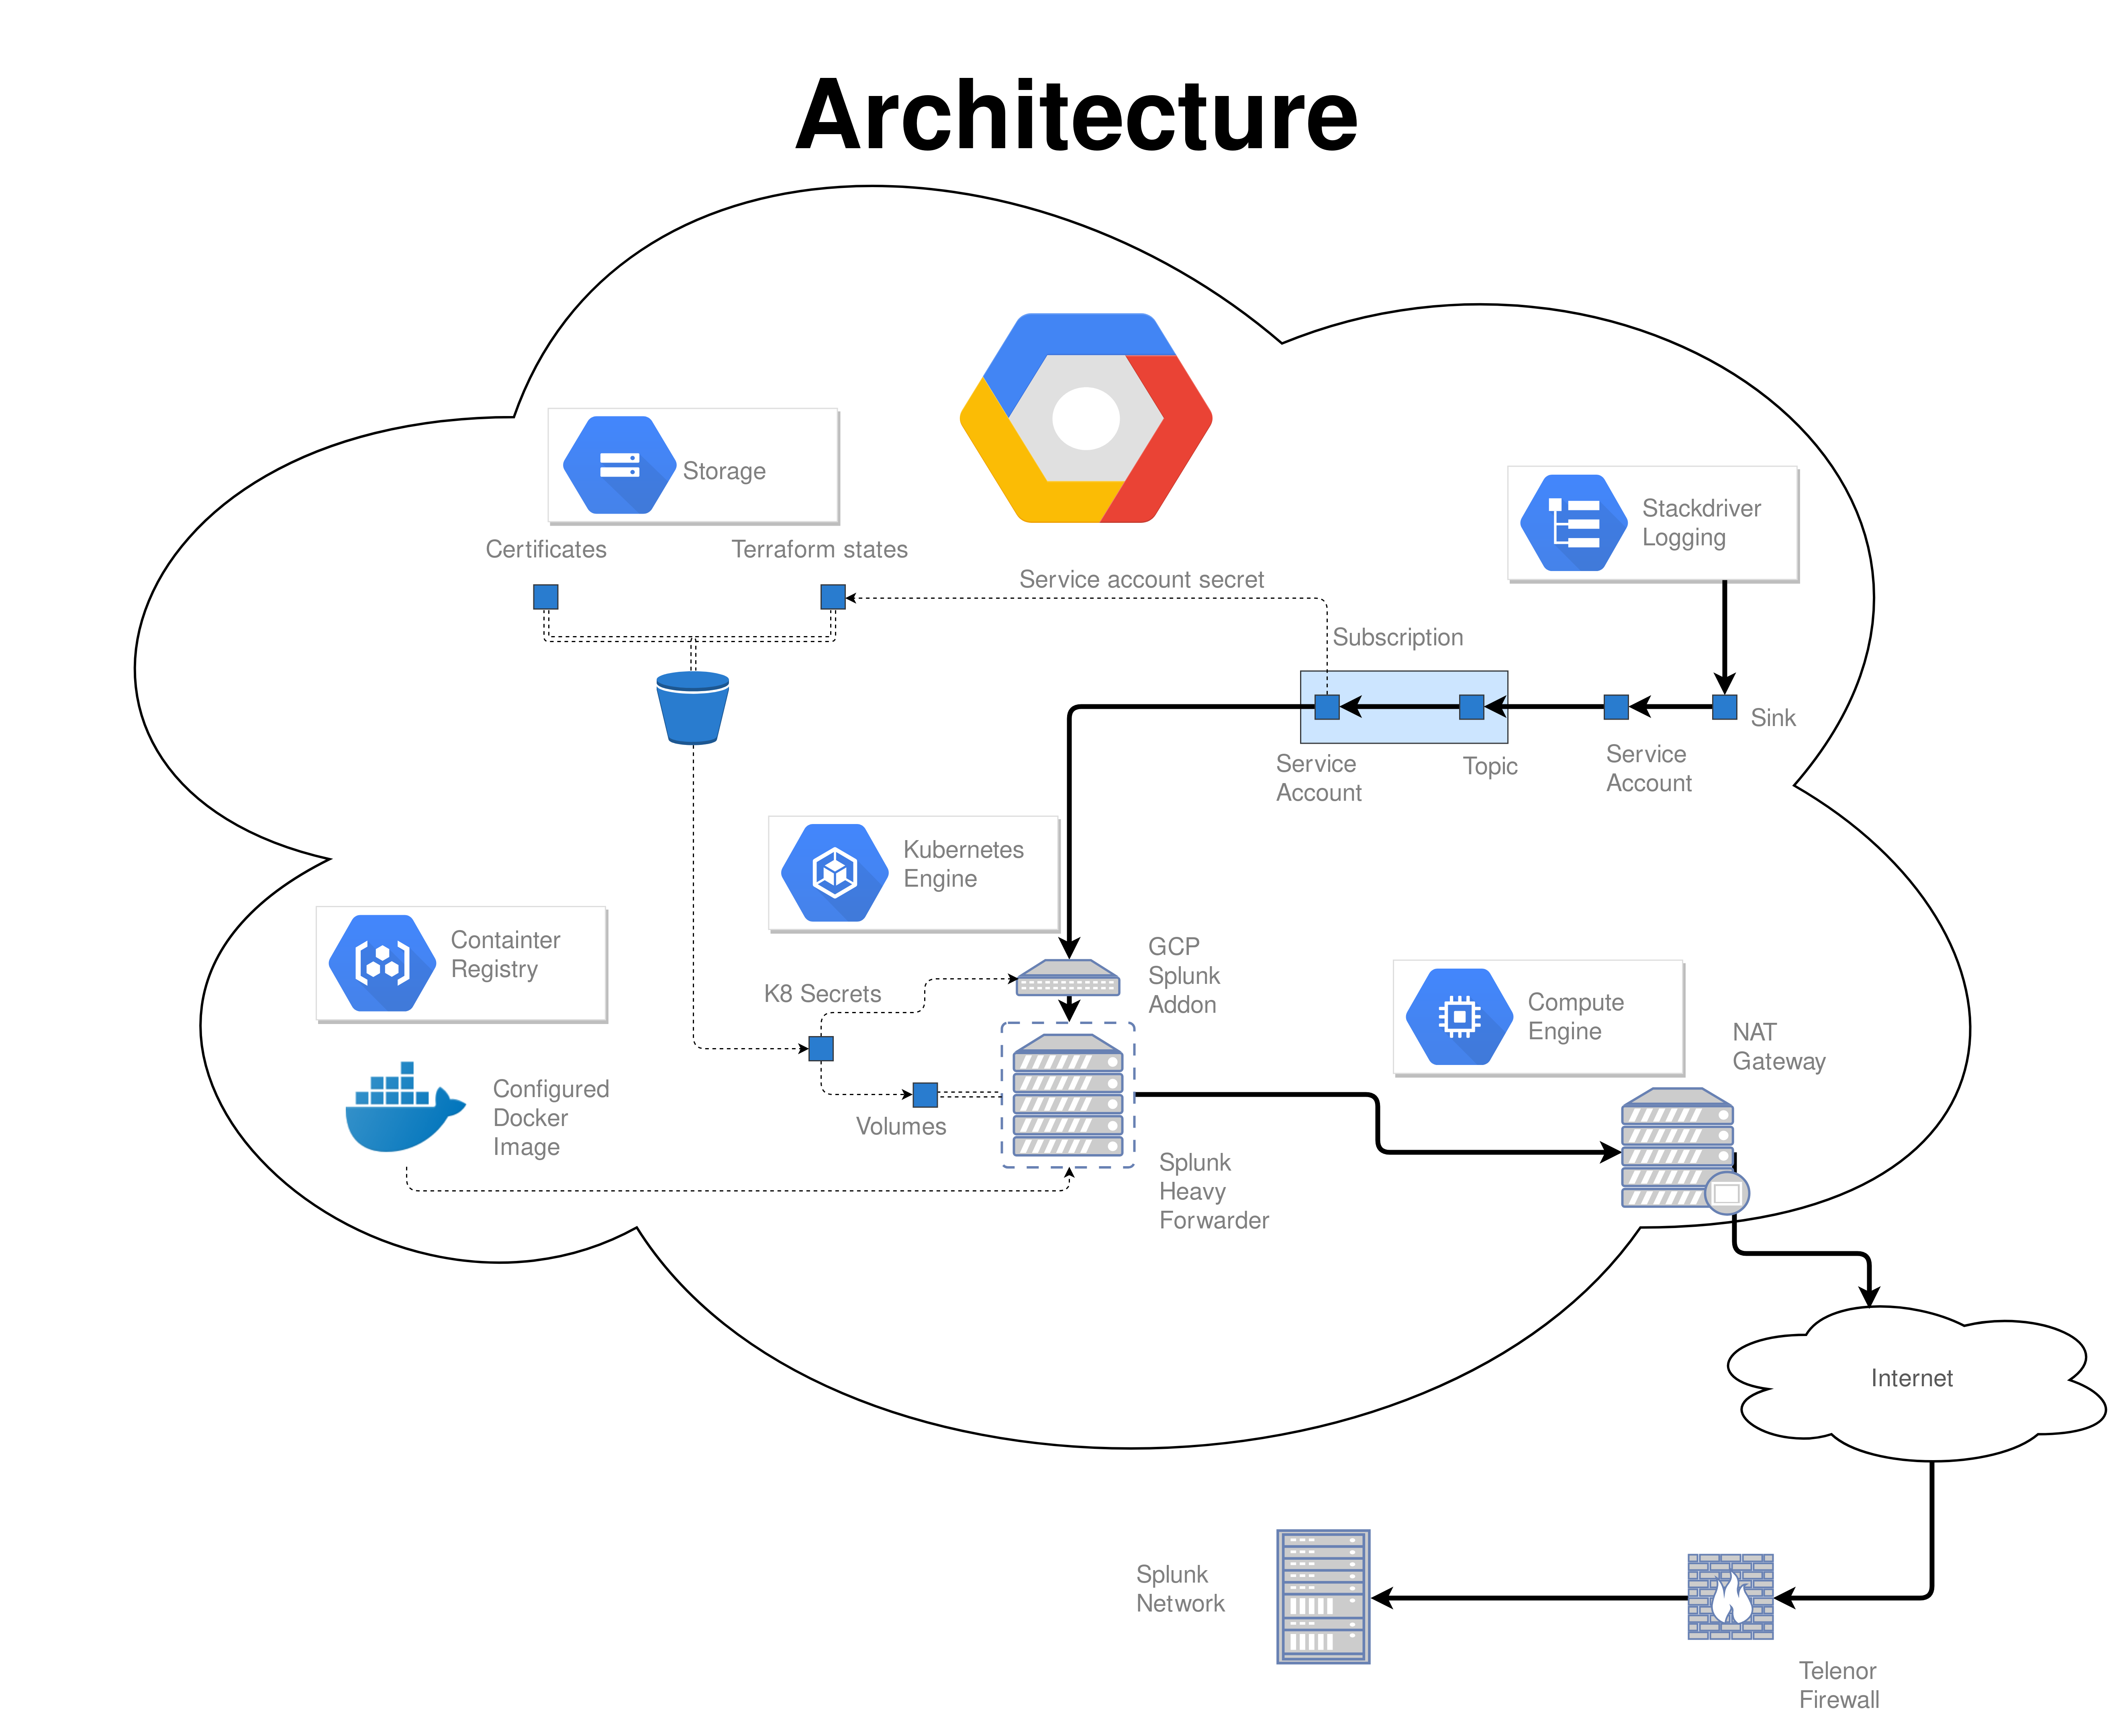 Architecture
Storage
Certificates
Terraform states
Stackdriver
Logging
Service account secret
Subscription
Sink
Service
Account
Topic
Service
Account
Kubernetes
Engine
Containter
Registry
GCP
Splunk
Addon
K8 Secrets
Compute
Engine
NAT
Gateway
Configured
Docker
Image
Volumes
Splunk
Heavy
Forwarder
Internet
Splunk
Network
Telenor
Firewall